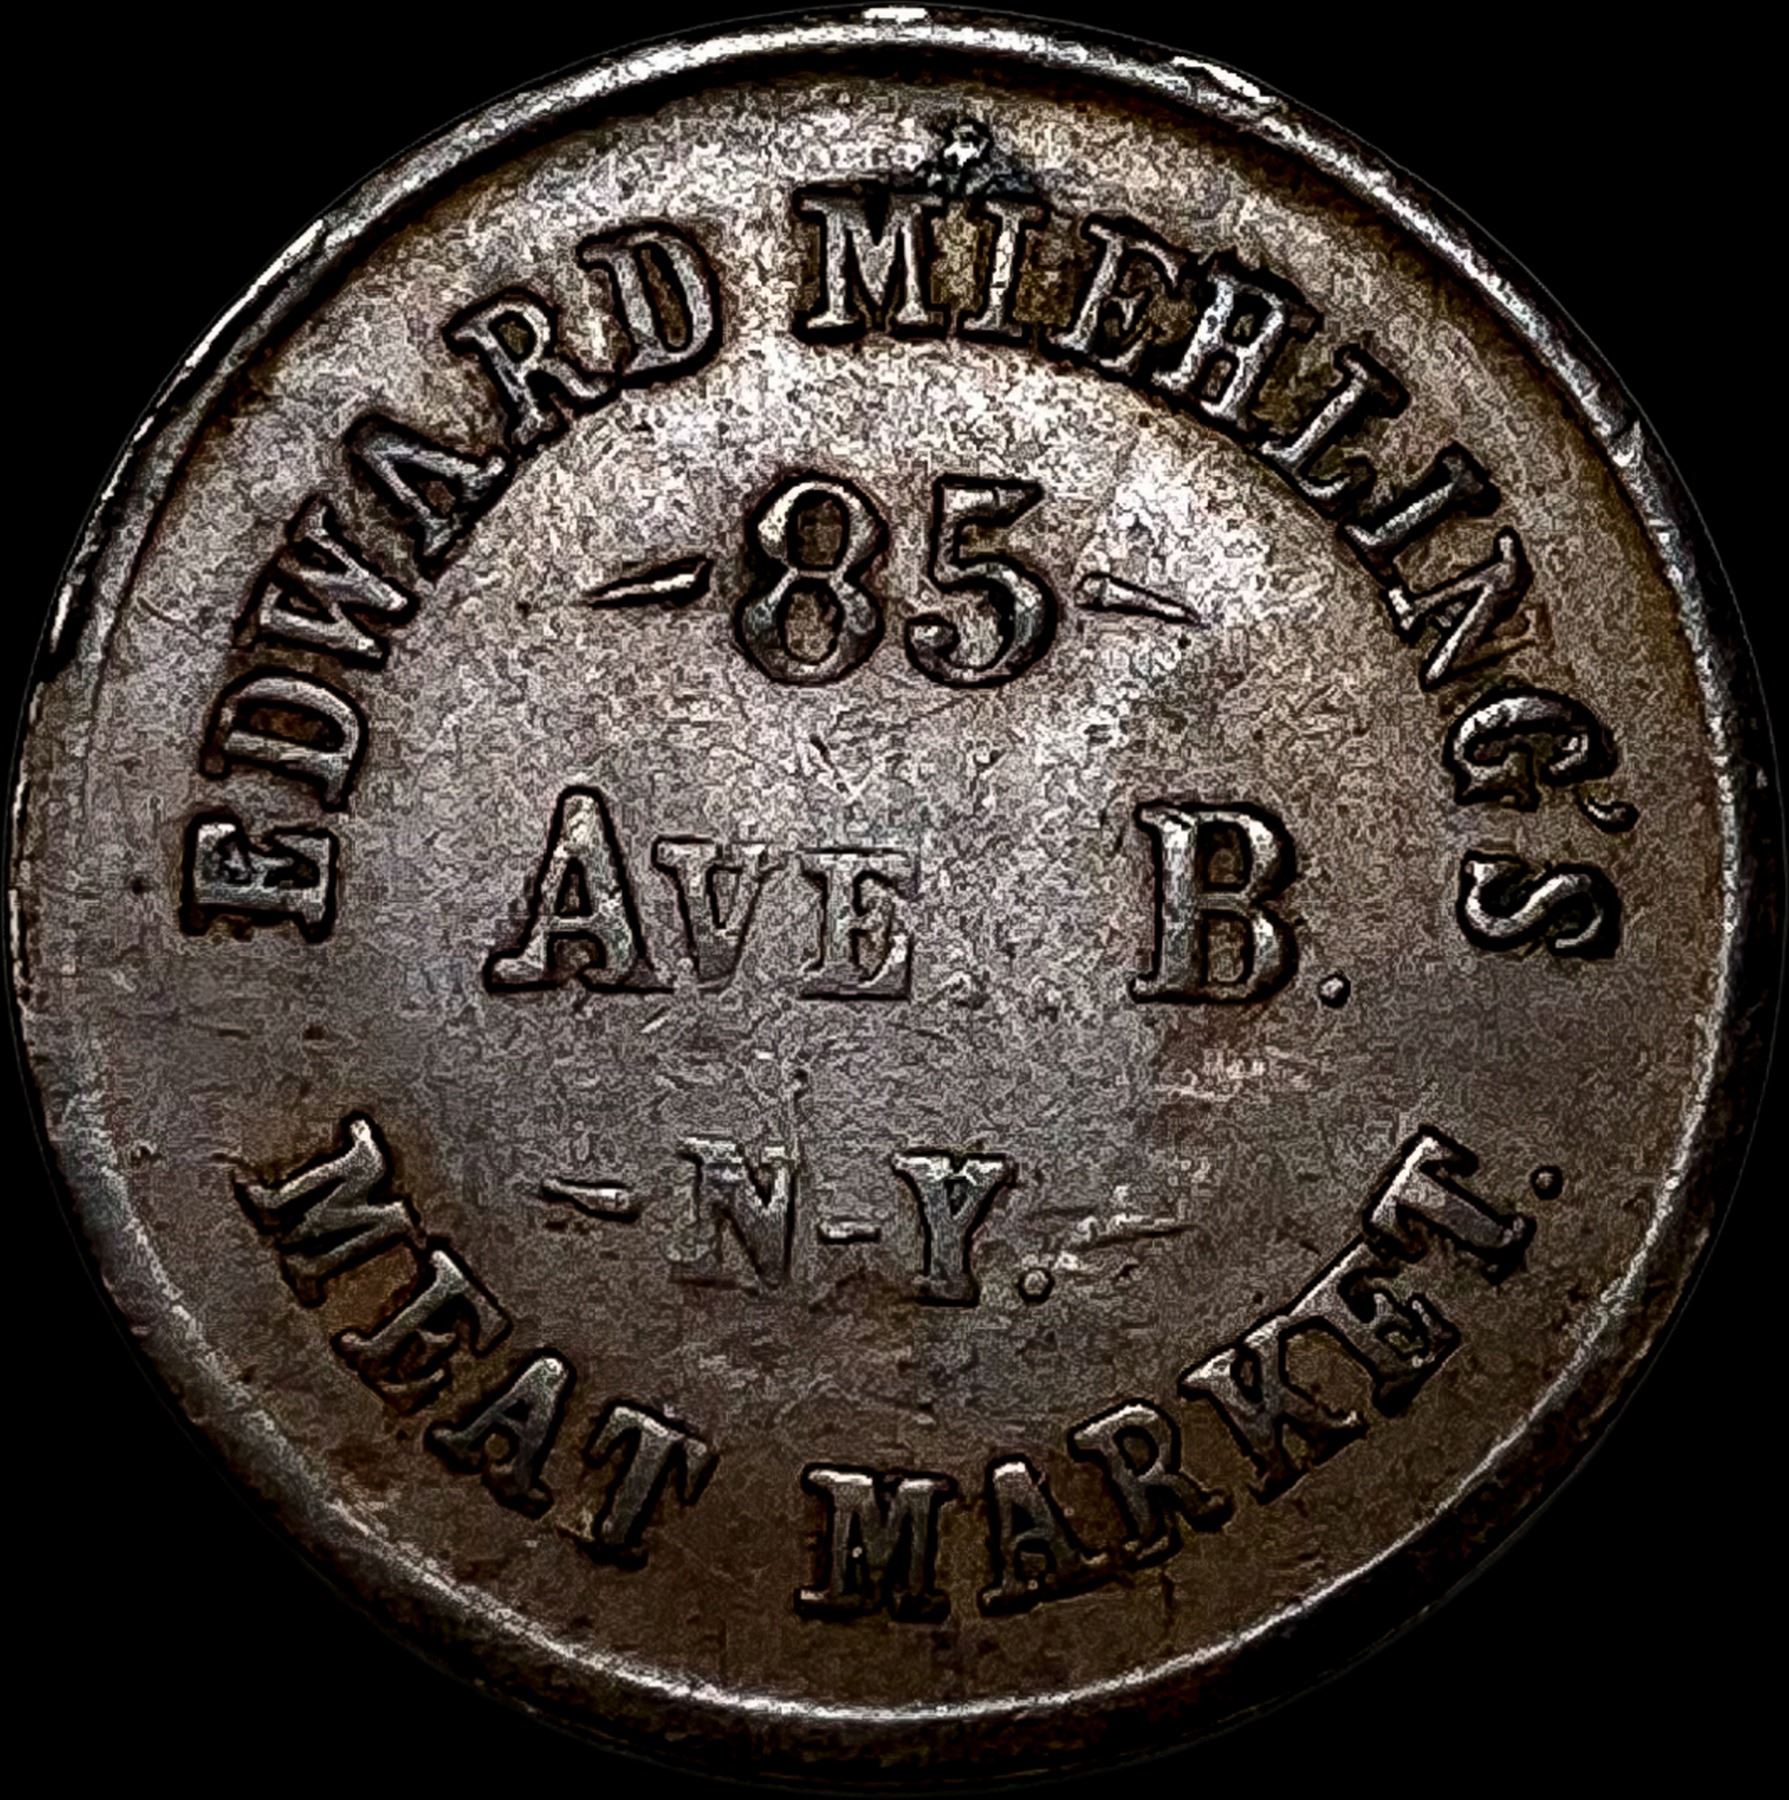 EDWARD MIEHLING'S
-85-
AVE B.
-N-Y.-
MEAT MARKET.